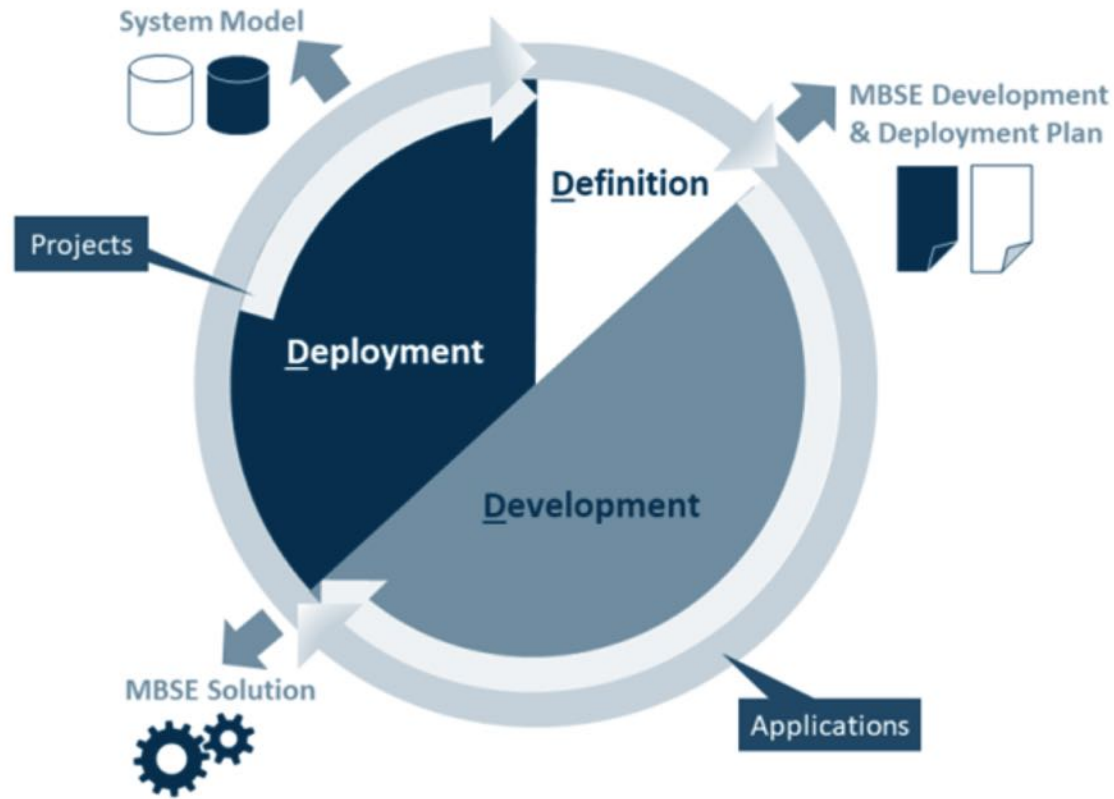 System Model
MBSE Development
& Deployment Plan
Definition
Projects
Deployment
Development
MBSE Solution
Applications